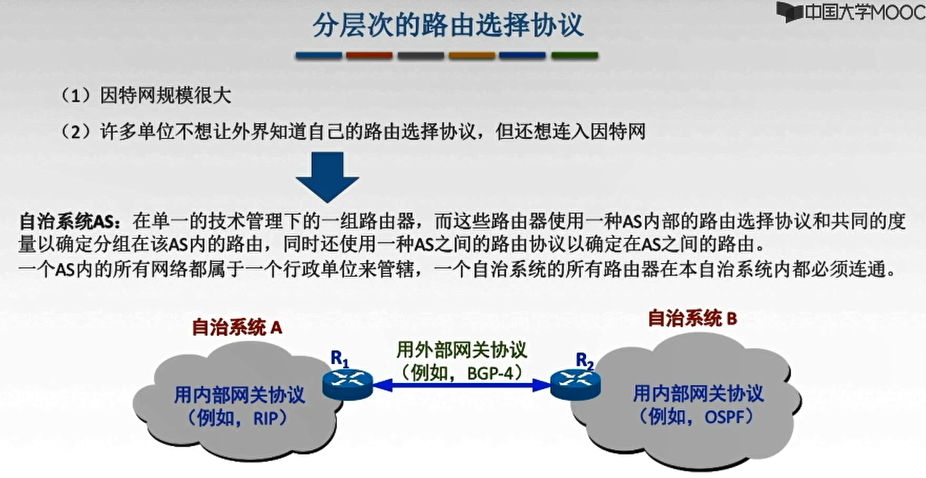 中国大学MOOC
分层次的路由选择协议
（1）因特网规模很大
（2）许多单位不想让外界知道自己的路由选择协议，但还想连入因特网
自治系统AS：在单一的技术管理下的一组路由器，而这些路由器使用一种AS内部的路由选择协议和共同的度
量以确定分组在该AS内的路由，同时还使用一种AS之间的路由协议以确定在AS之间的路由。
一个AS内的所有网络都属于一个行政单位来管辖，一个自治系统的所有路由器在本自治系统内都必须连通。
自治系统 A
自治系统 B
R1
用外部网关协议
（例如，BGP-4）
R2
用内部网关协议
（例如，RIP）
用内部网关协议
（例如，OSPF）